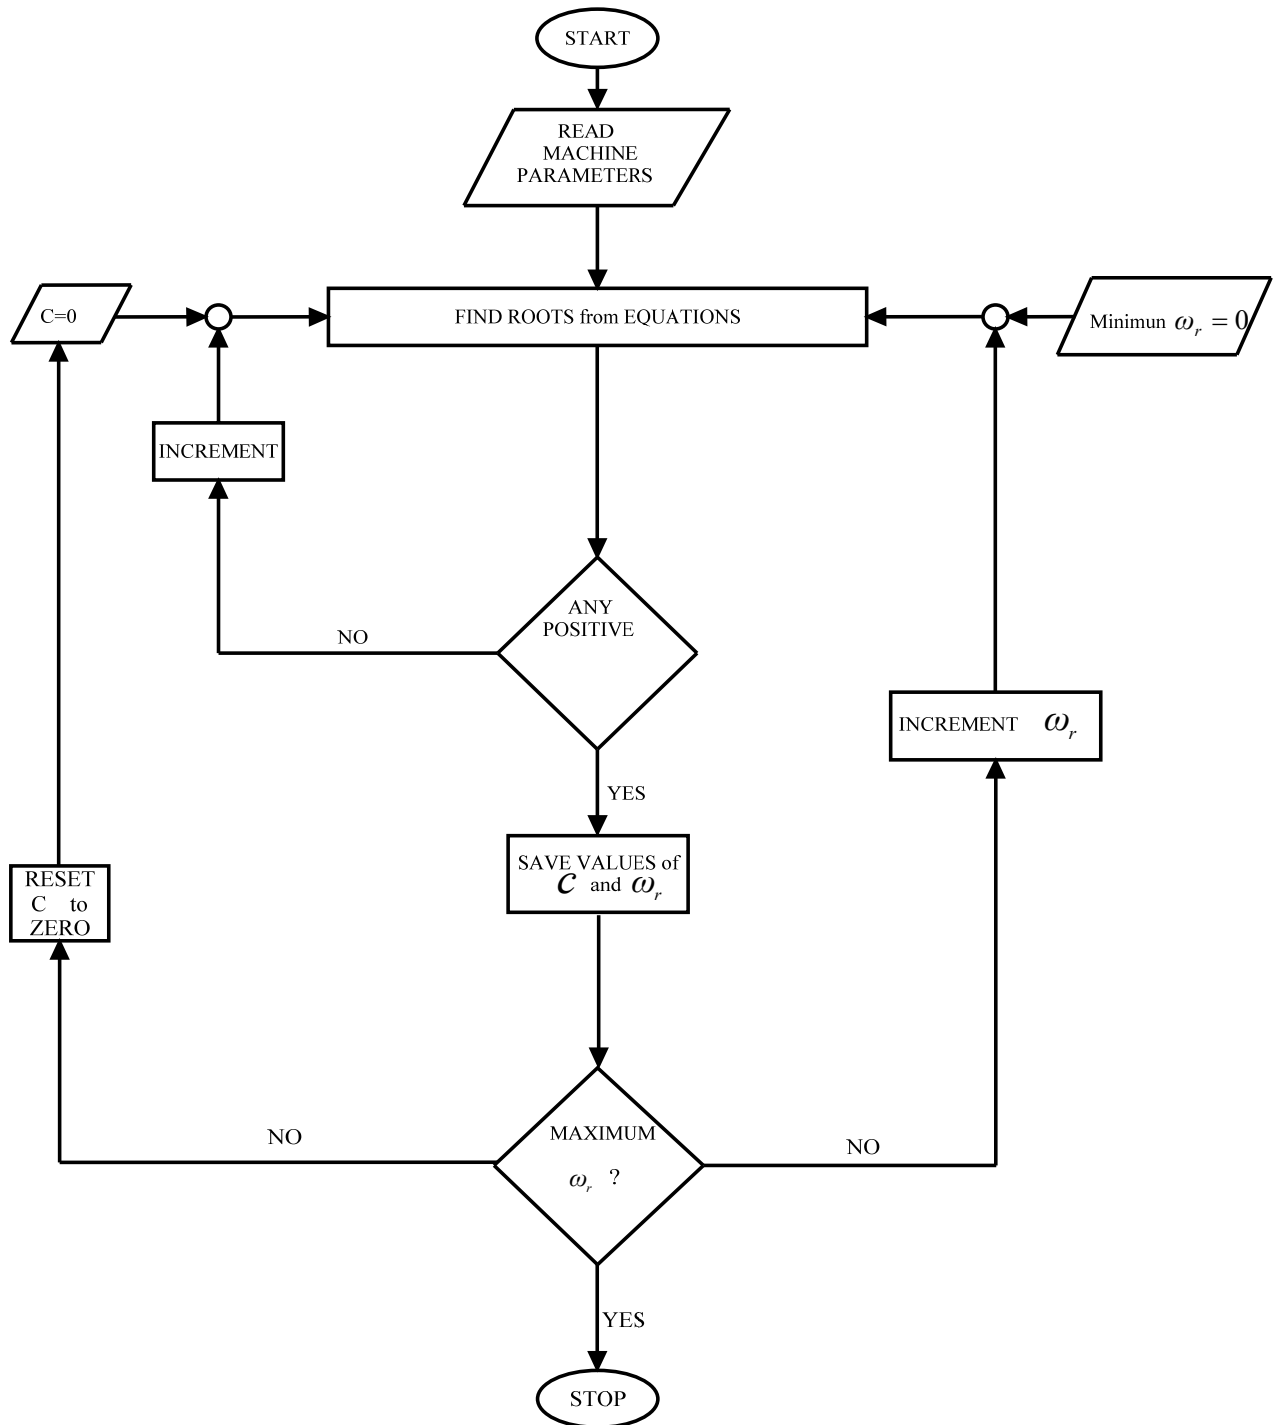 START
READ
MACHINE
PARAMETERS
C=0
FIND ROOTS from EQUATIONS
Minimun ωᵣ = 0
INCREMENT
ANY
POSITIVE
NO
INCREMENT ωᵣ
YES
SAVE VALUES of
C and ωᵣ
RESET
C to
ZERO
MAXIMUM
ωᵣ ?
NO
NO
YES
STOP